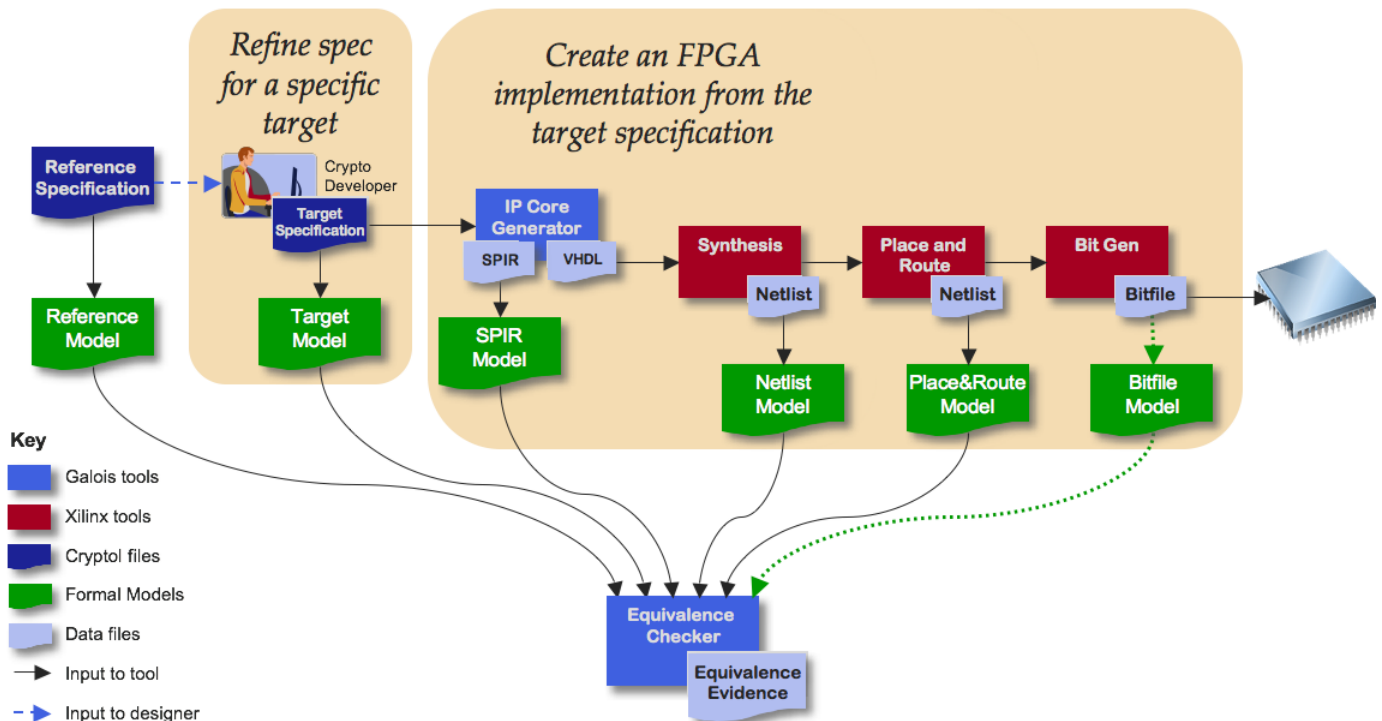 Refine spec
for a specific
target
Create an FPGA
implementation from the
target specification
Reference
Specification
Crypto
Developer
Target
Specification
IP Core
Generator
SPIR
VHDL
Synthesis
Netlist
Place and
Route
Netlist
Bit Gen
Bitfile
Reference
Model
Target
Model
SPIR
Model
Netlist
Model
Place&Route
Model
Bitfile
Model
Key
Galois tools
Xilinx tools
Cryptol files
Formal Models
Data files
Input to tool
Input to designer
Equivalence
Checker
Equivalence
Evidence